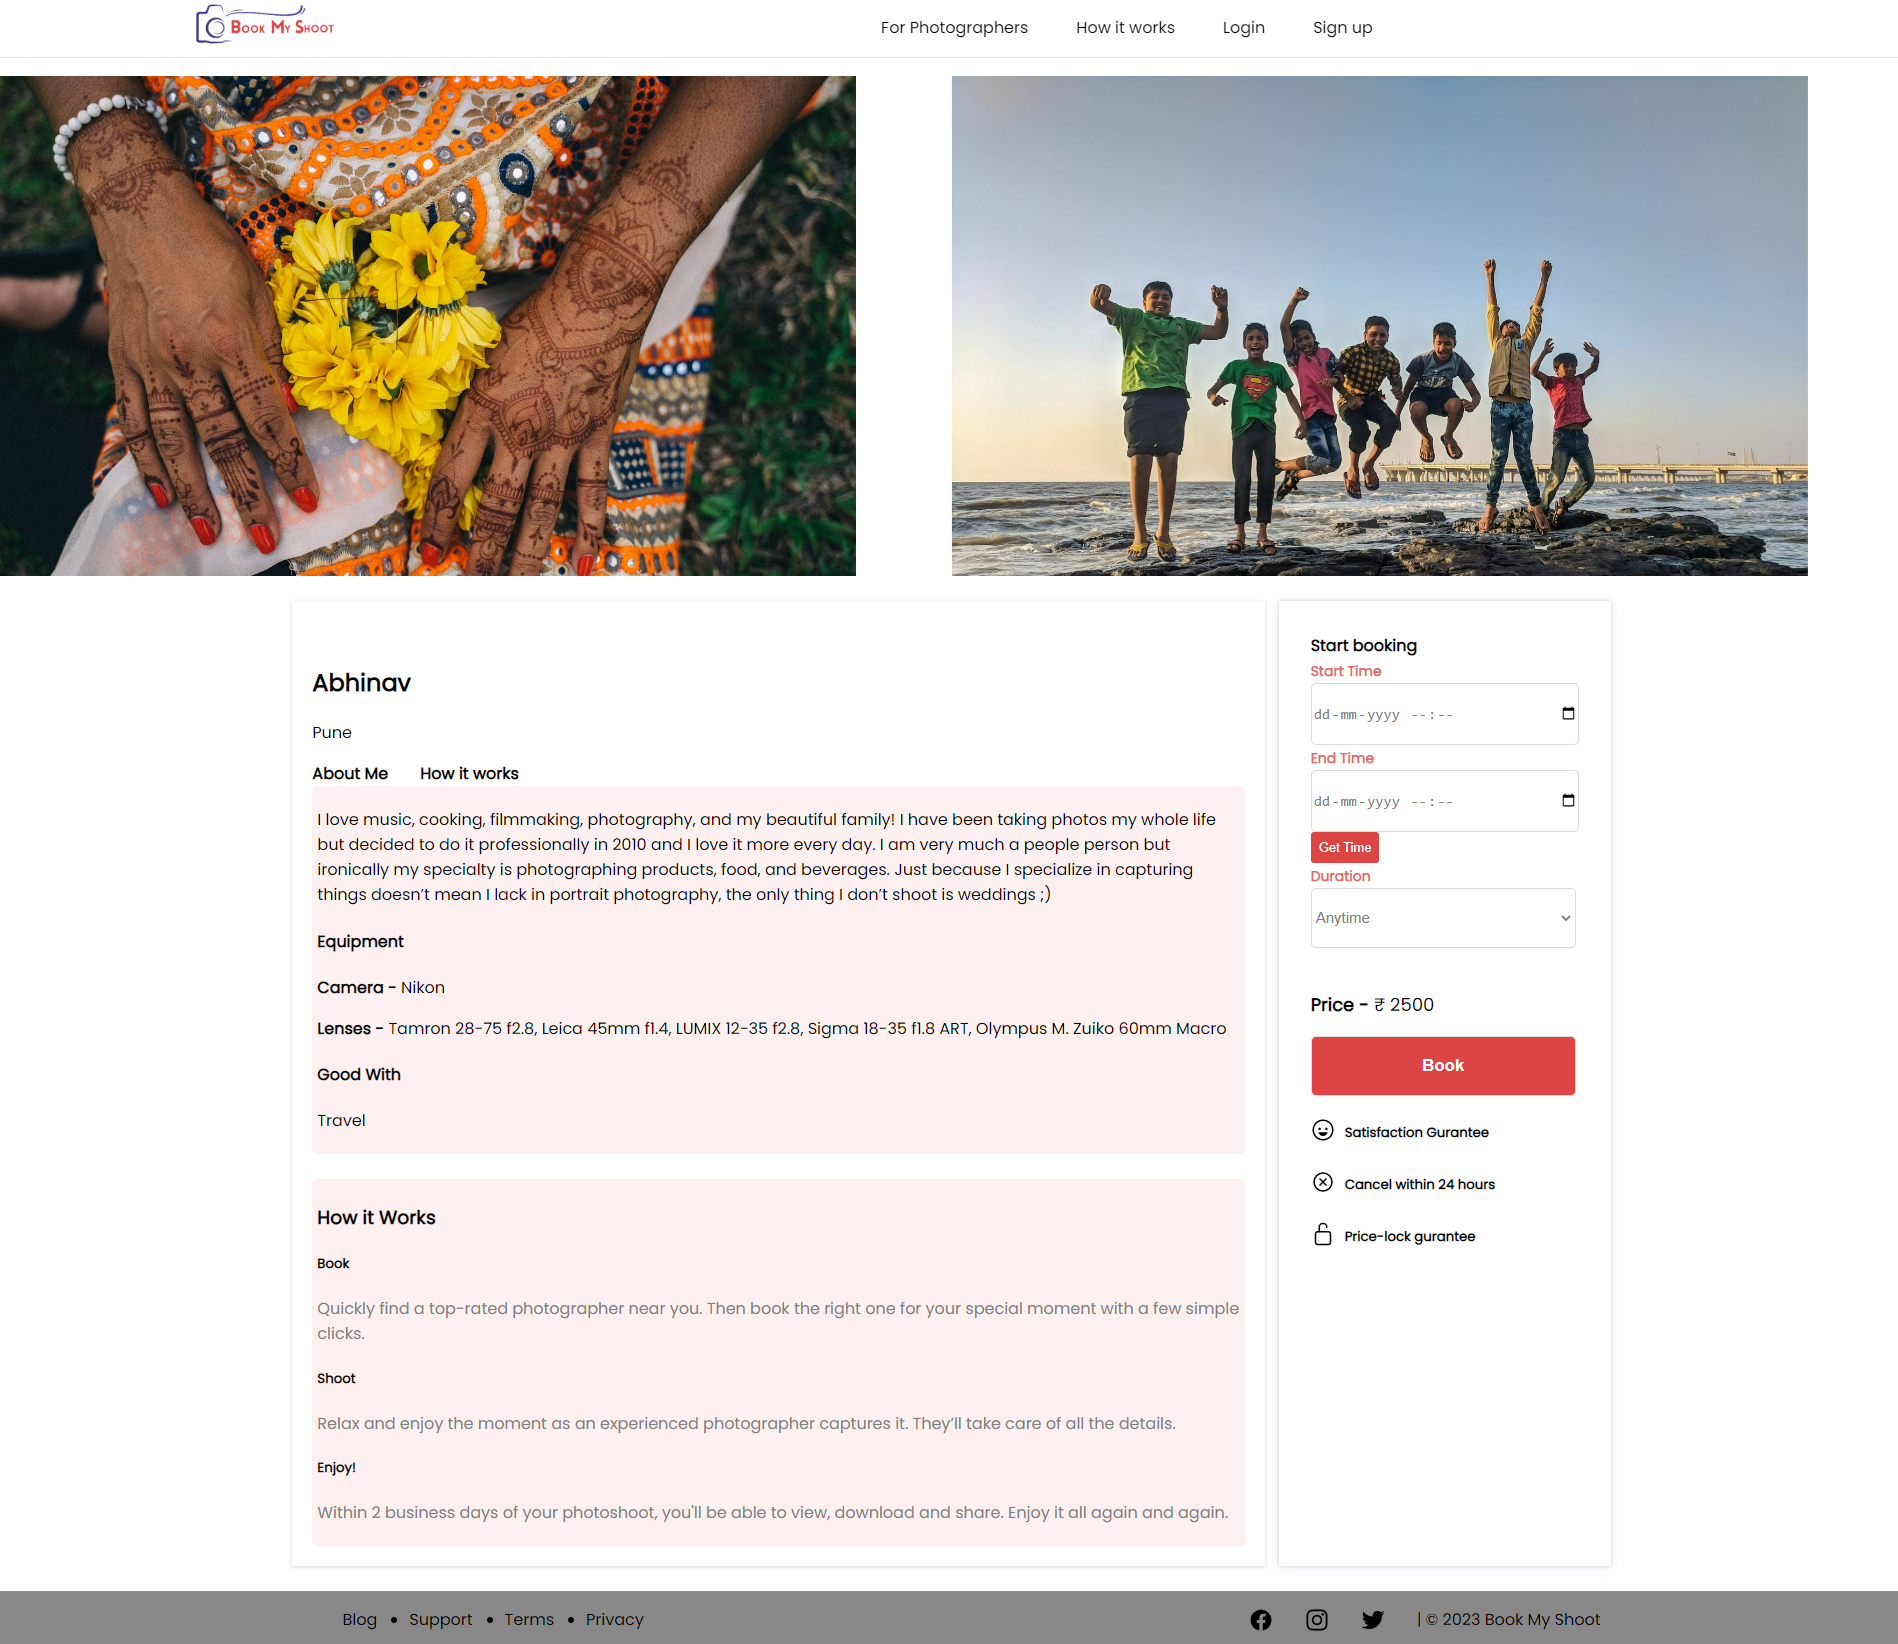 Book My Shoot
For Photographers
How it works
Login
Sign up
Abhinav
Pune
About Me
How it works
I love music, cooking, filmmaking, photography, and my beautiful family! I have been taking photos my whole life
but decided to do it professionally in 2010 and I love it more every day. I am very much a people person but
ironically my specialty is photographing products, food, and beverages. Just because I specialize in capturing
things doesn’t mean I lack in portrait photography, the only thing I don’t shoot is weddings ;)
Equipment
Camera - Nikon
Lenses - Tamron 28-75 f2.8, Leica 45mm f1.4, LUMIX 12-35 f2.8, Sigma 18-35 f1.8 ART, Olympus M. Zuiko 60mm Macro
Good With
Travel
How it Works
Book
Quickly find a top-rated photographer near you. Then book the right one for your special moment with a few simple
clicks.
Shoot
Relax and enjoy the moment as an experienced photographer captures it. They’ll take care of all the details.
Enjoy!
Within 2 business days of your photoshoot, you'll be able to view, download and share. Enjoy it all again and again.
Start booking
Start Time
dd-mm-yyyy --:--
End Time
dd-mm-yyyy --:--
Get Time
Duration
Anytime
Price - ₹ 2500
Book
Satisfaction Gurantee
Cancel within 24 hours
Price-lock gurantee
Blog • Support • Terms • Privacy
| © 2023 Book My Shoot